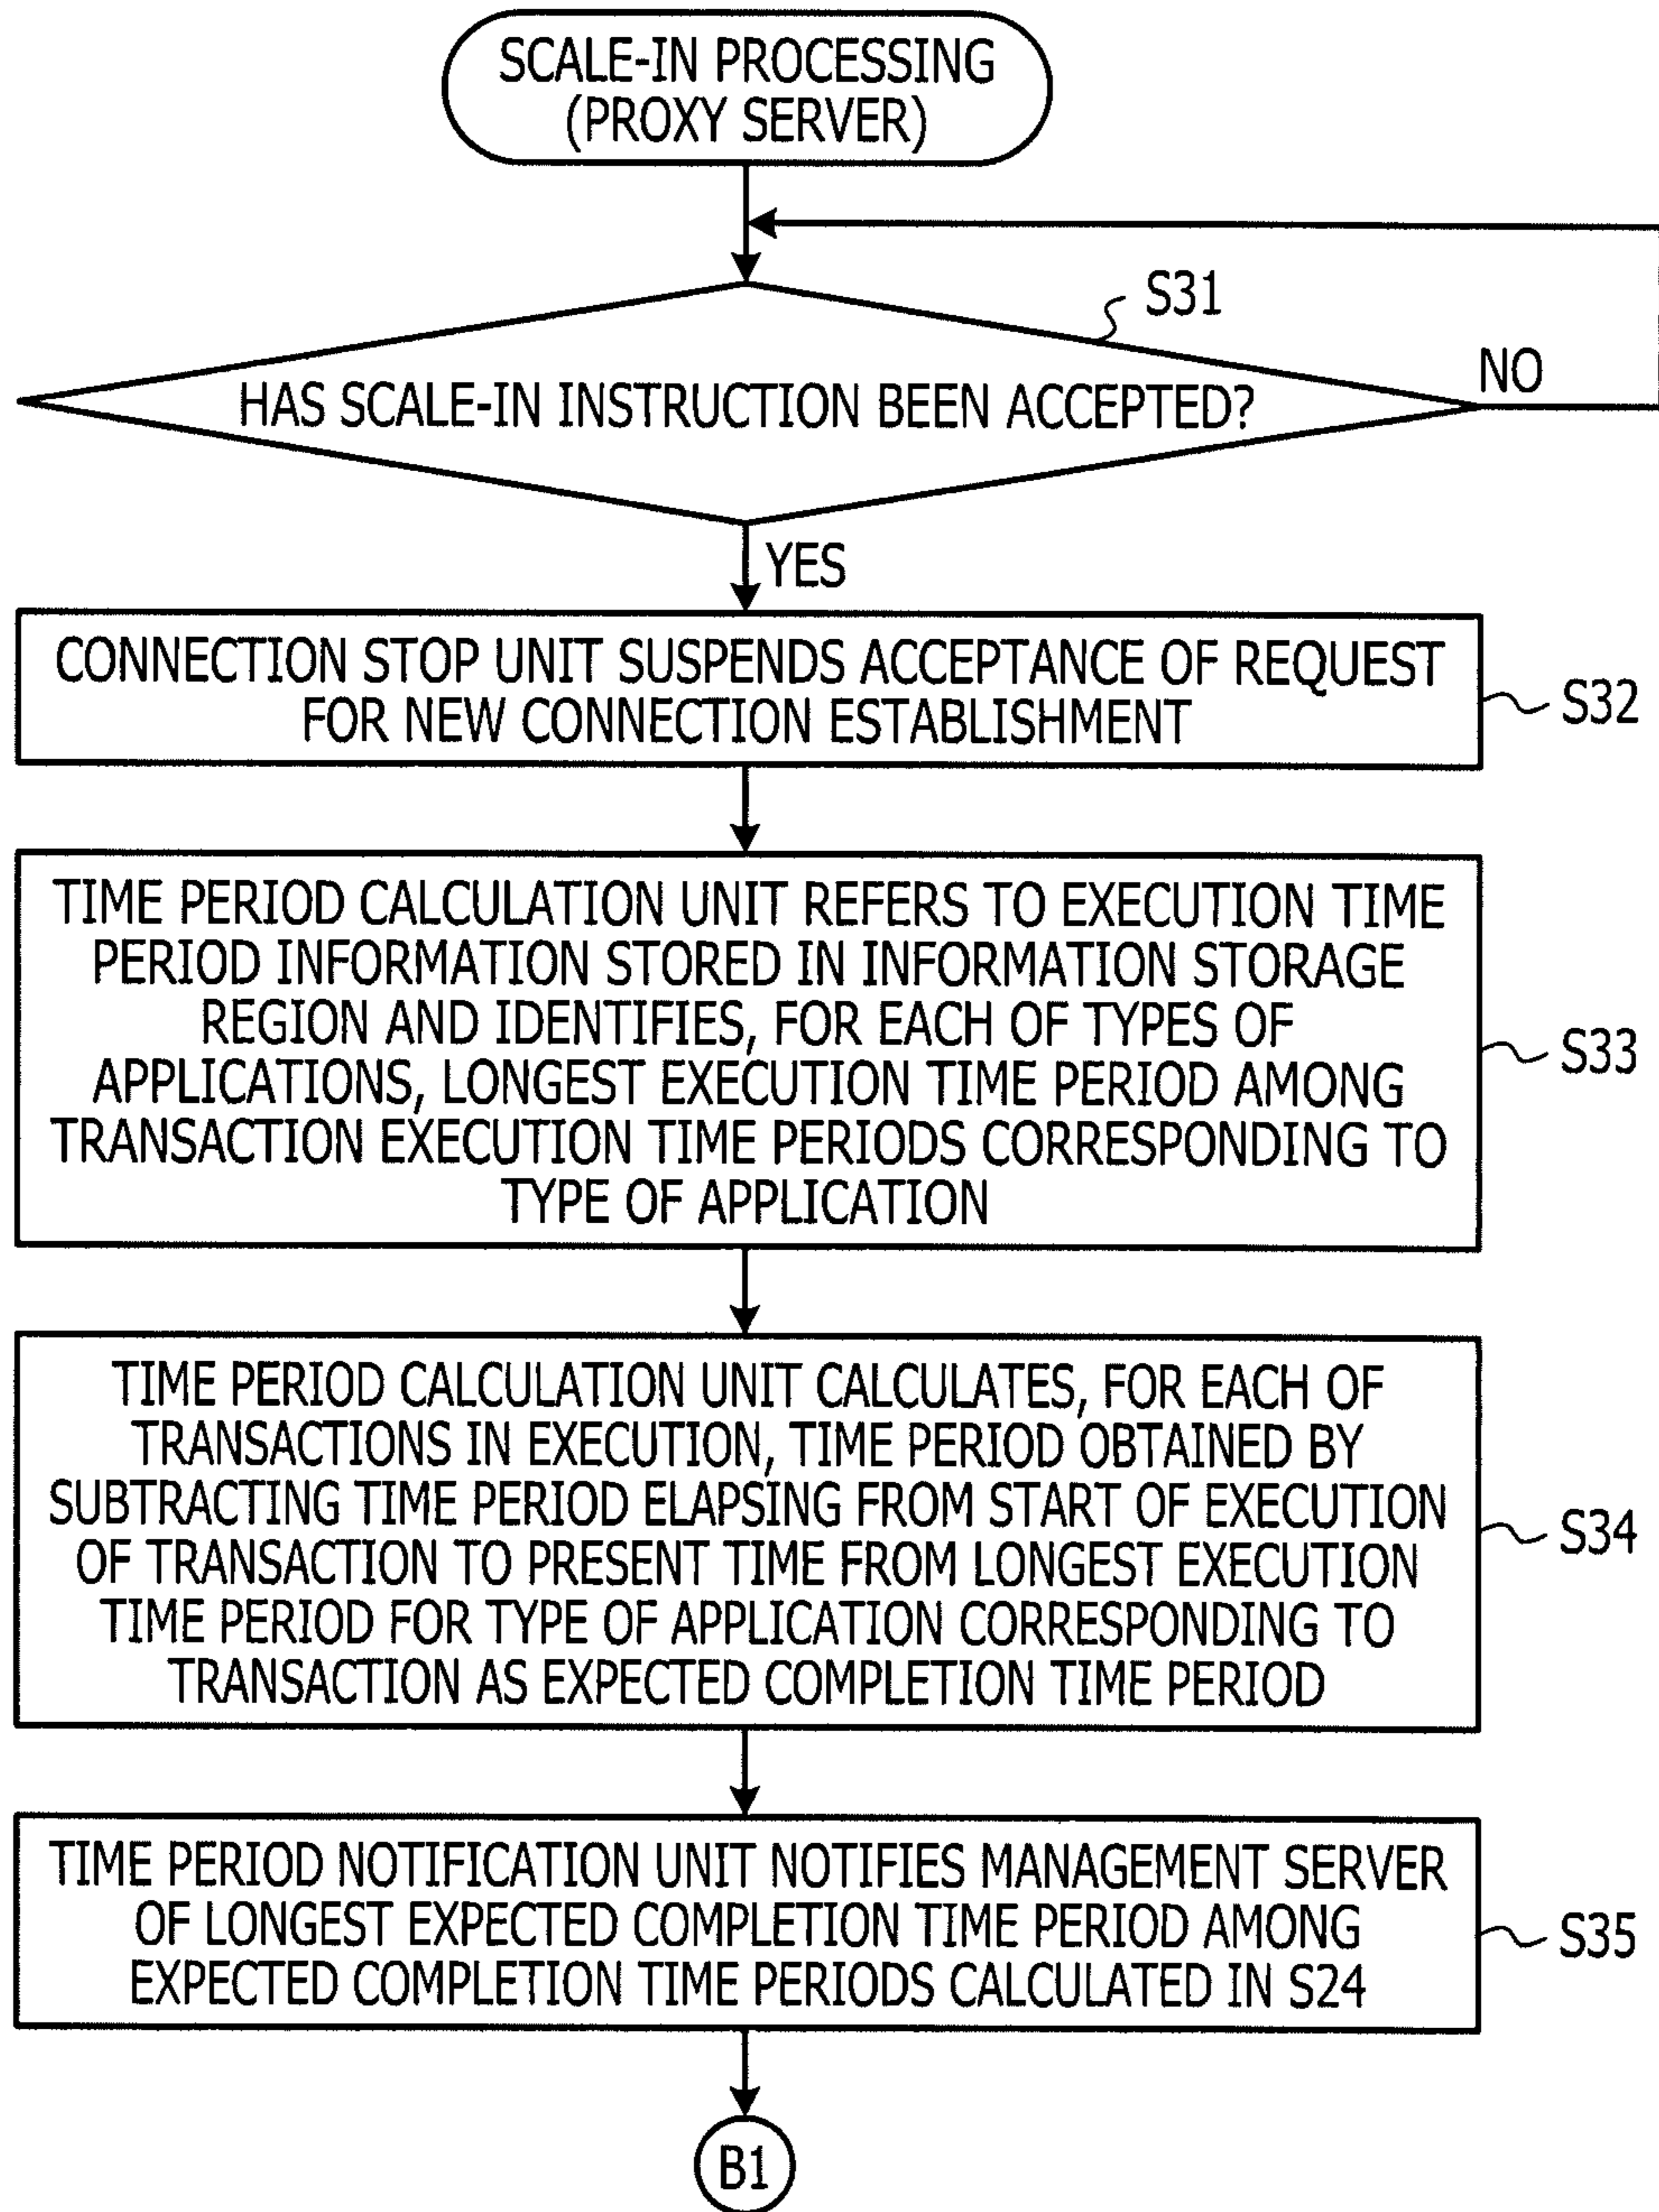 SCALE-IN PROCESSING
(PROXY SERVER)
S31
HAS SCALE-IN INSTRUCTION BEEN ACCEPTED?
NO
YES
CONNECTION STOP UNIT SUSPENDS ACCEPTANCE OF REQUEST
FOR NEW CONNECTION ESTABLISHMENT
S32
TIME PERIOD CALCULATION UNIT REFERS TO EXECUTION TIME
PERIOD INFORMATION STORED IN INFORMATION STORAGE
REGION AND IDENTIFIES, FOR EACH OF TYPES OF
APPLICATIONS, LONGEST EXECUTION TIME PERIOD AMONG
TRANSACTION EXECUTION TIME PERIODS CORRESPONDING TO
TYPE OF APPLICATION
S33
TIME PERIOD CALCULATION UNIT CALCULATES, FOR EACH OF
TRANSACTIONS IN EXECUTION, TIME PERIOD OBTAINED BY
SUBTRACTING TIME PERIOD ELAPSING FROM START OF EXECUTION
OF TRANSACTION TO PRESENT TIME FROM LONGEST EXECUTION
TIME PERIOD FOR TYPE OF APPLICATION CORRESPONDING TO
TRANSACTION AS EXPECTED COMPLETION TIME PERIOD
S34
TIME PERIOD NOTIFICATION UNIT NOTIFIES MANAGEMENT SERVER
OF LONGEST EXPECTED COMPLETION TIME PERIOD AMONG
EXPECTED COMPLETION TIME PERIODS CALCULATED IN S24
S35
B1